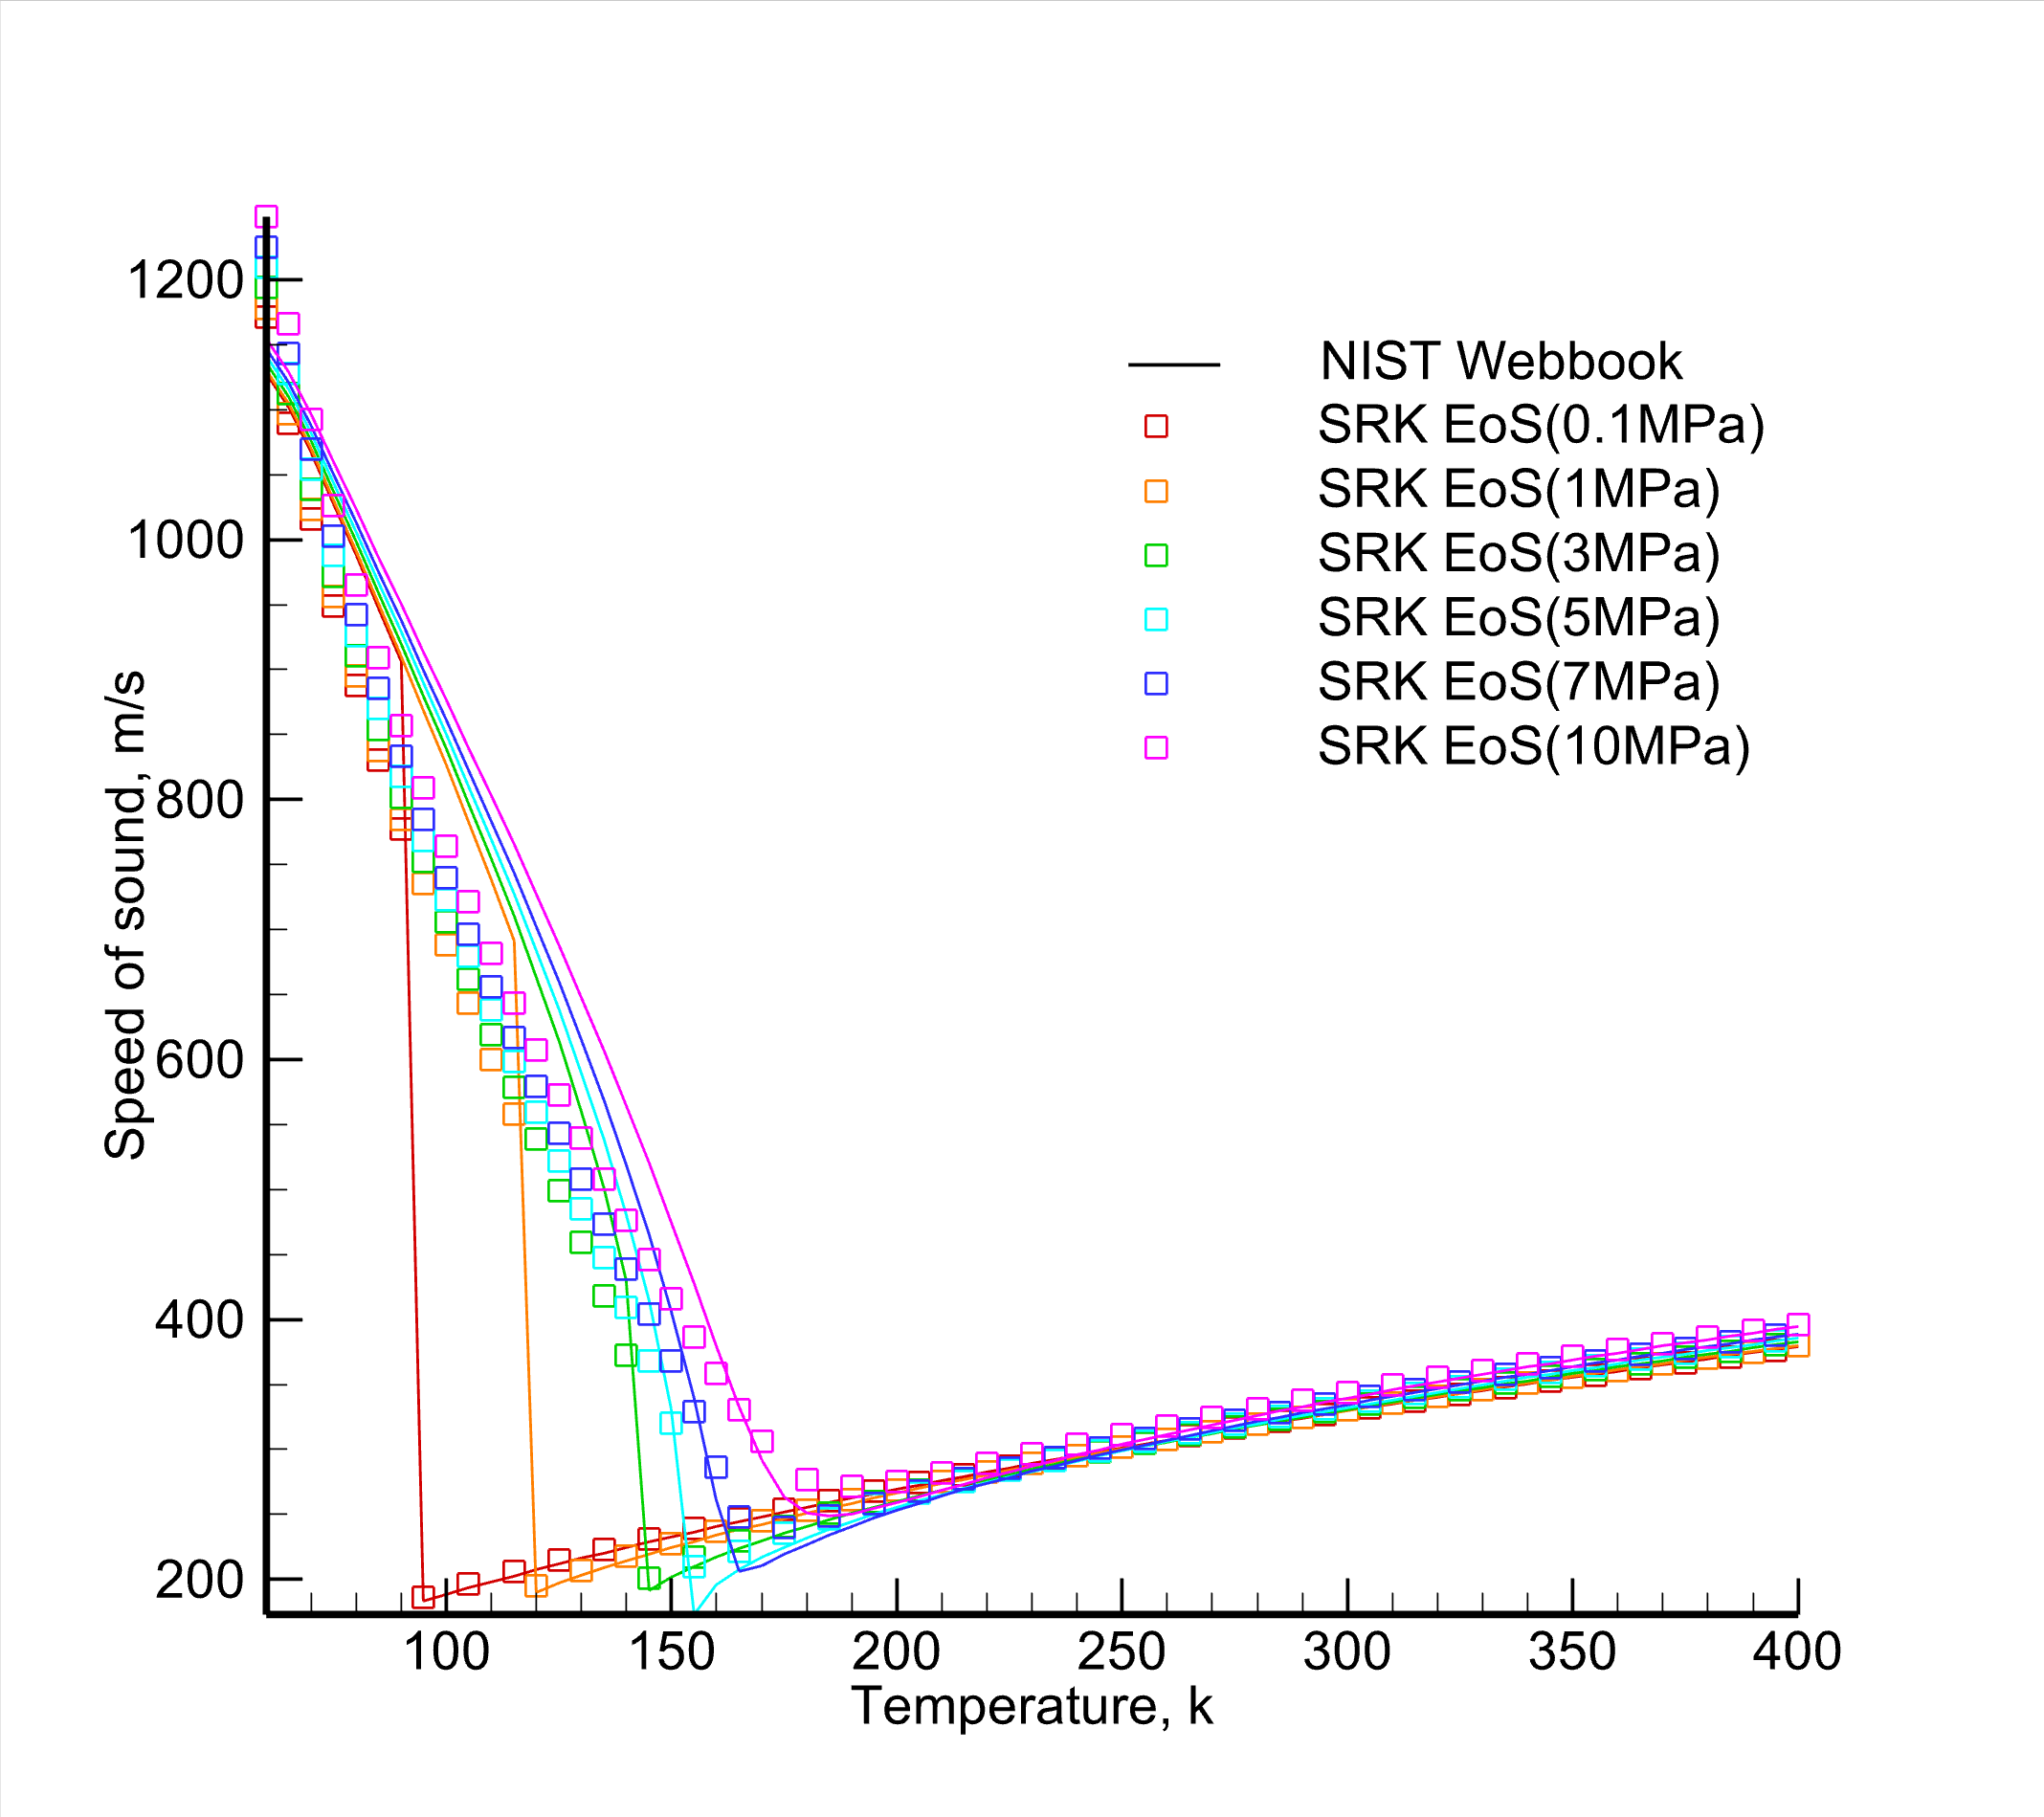 1200
1000
800
600
400
200
Speed of sound, m/s
NIST Webbook
SRK EoS(0.1MPa)
SRK EoS(1MPa)
SRK EoS(3MPa)
SRK EoS(5MPa)
SRK EoS(7MPa)
SRK EoS(10MPa)
100 150 200 250 300 350 400
Temperature, k